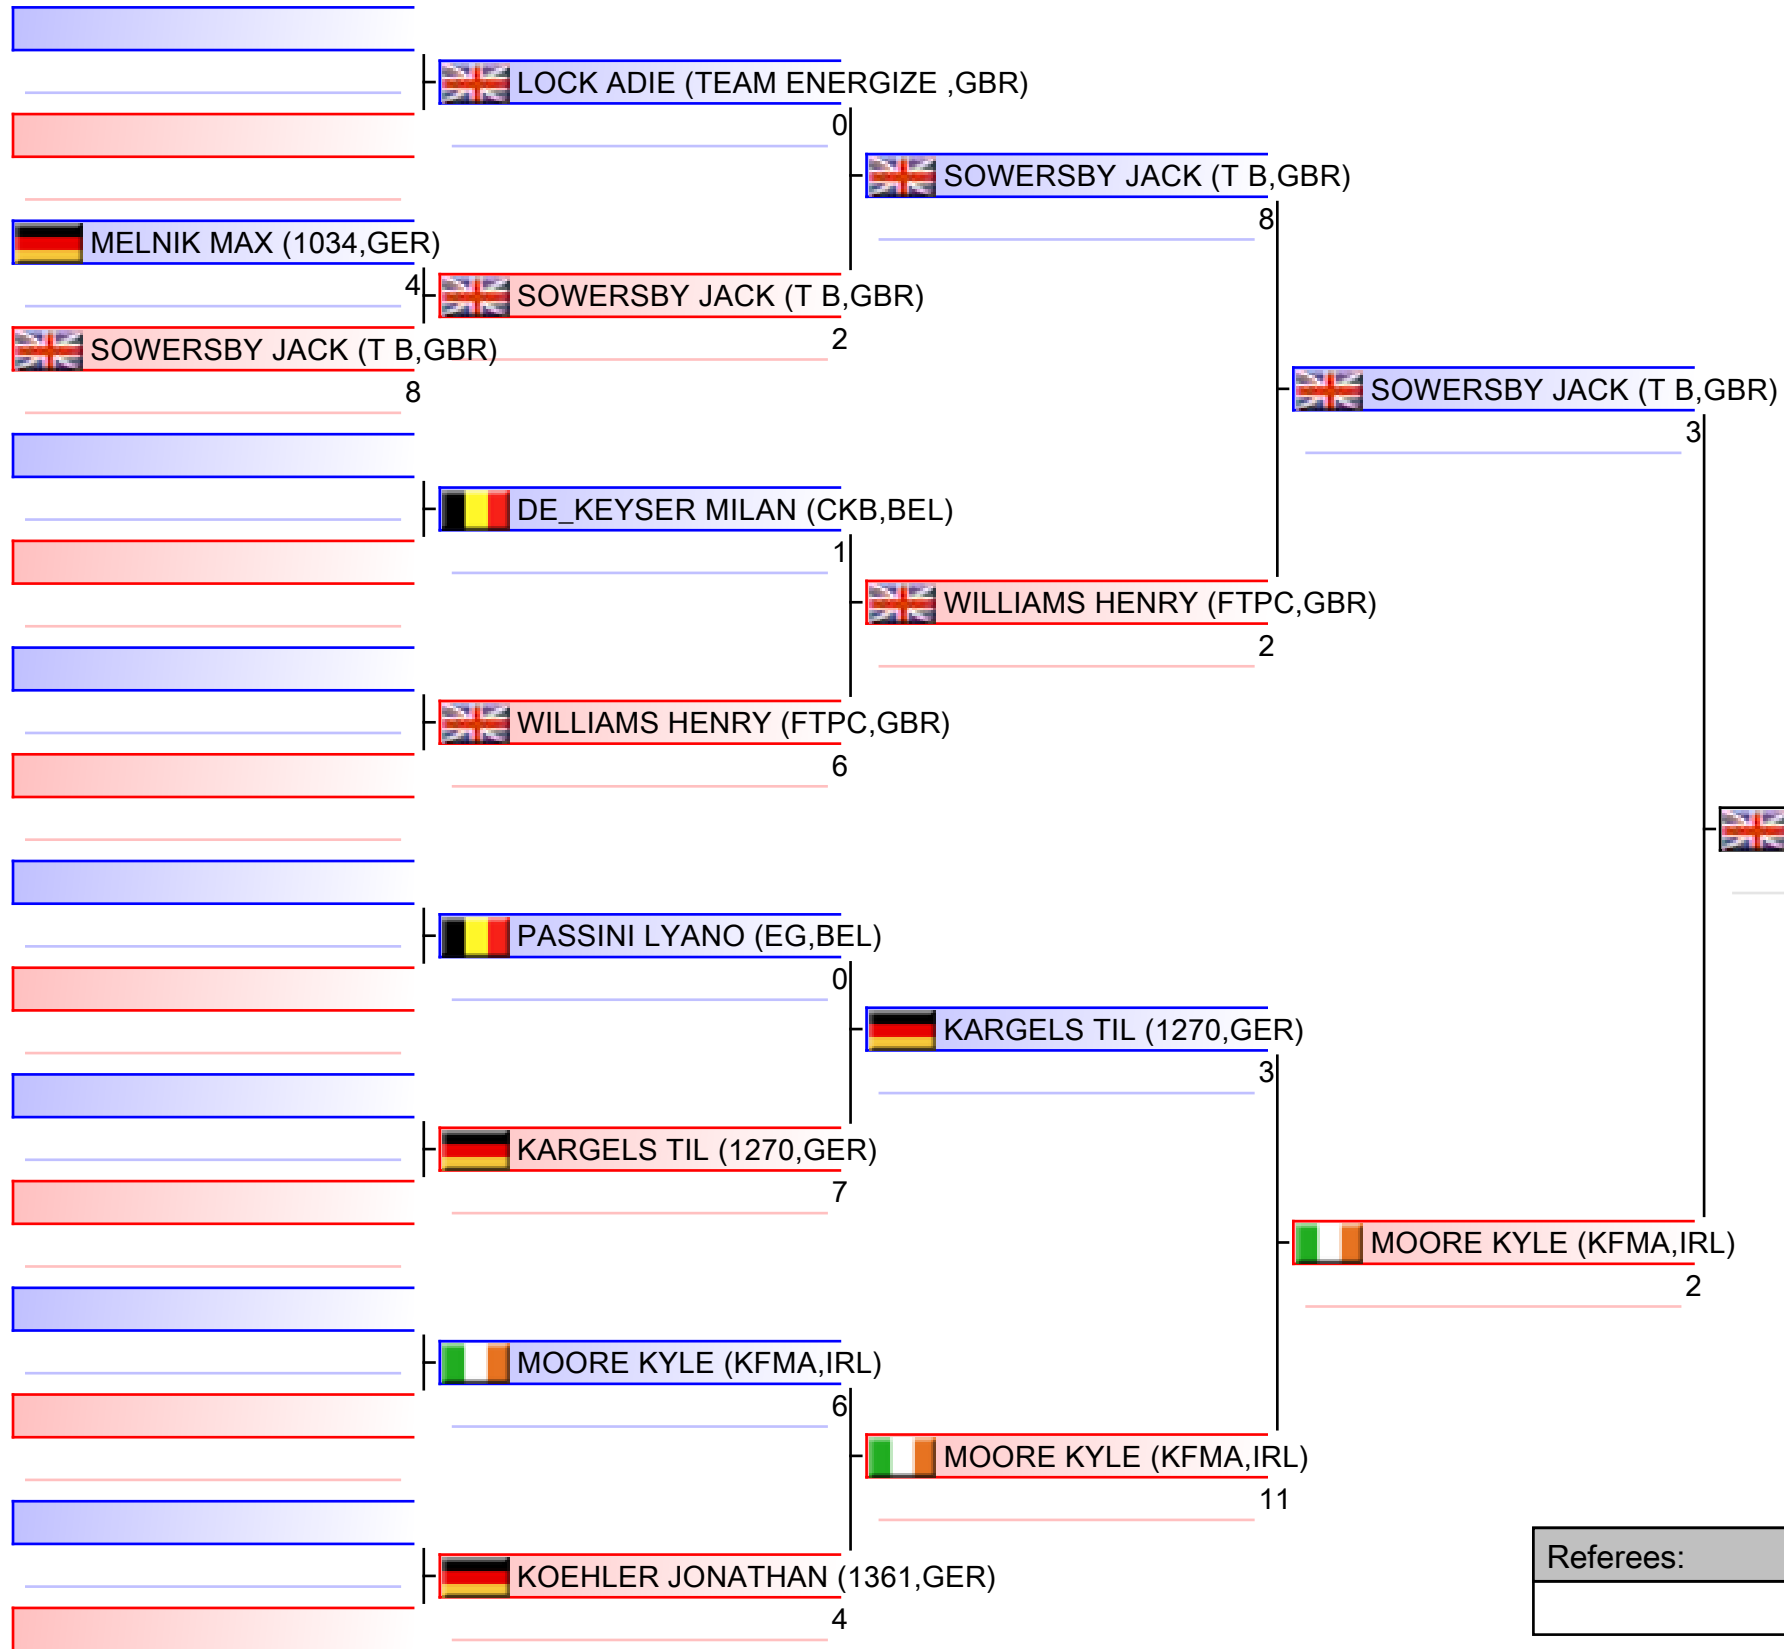 LOCK ADIE (TEAM ENERGIZE ,GBR)
0
SOWERSBY JACK (T B,GBR)
8
MELNIK MAX (1034,GER)
4
SOWERSBY JACK (T B,GBR)
2
SOWERSBY JACK (T B,GBR)
8
SOWERSBY JACK (T B,GBR)
3
DE_KEYSER MILAN (CKB,BEL)
1
WILLIAMS HENRY (FTPC,GBR)
2
WILLIAMS HENRY (FTPC,GBR)
6
PASSINI LYANO (EG,BEL)
0
KARGELS TIL (1270,GER)
3
KARGELS TIL (1270,GER)
7
MOORE KYLE (KFMA,IRL)
2
MOORE KYLE (KFMA,IRL)
6
MOORE KYLE (KFMA,IRL)
11
KOEHLER JONATHAN (1361,GER)
4
Referees: